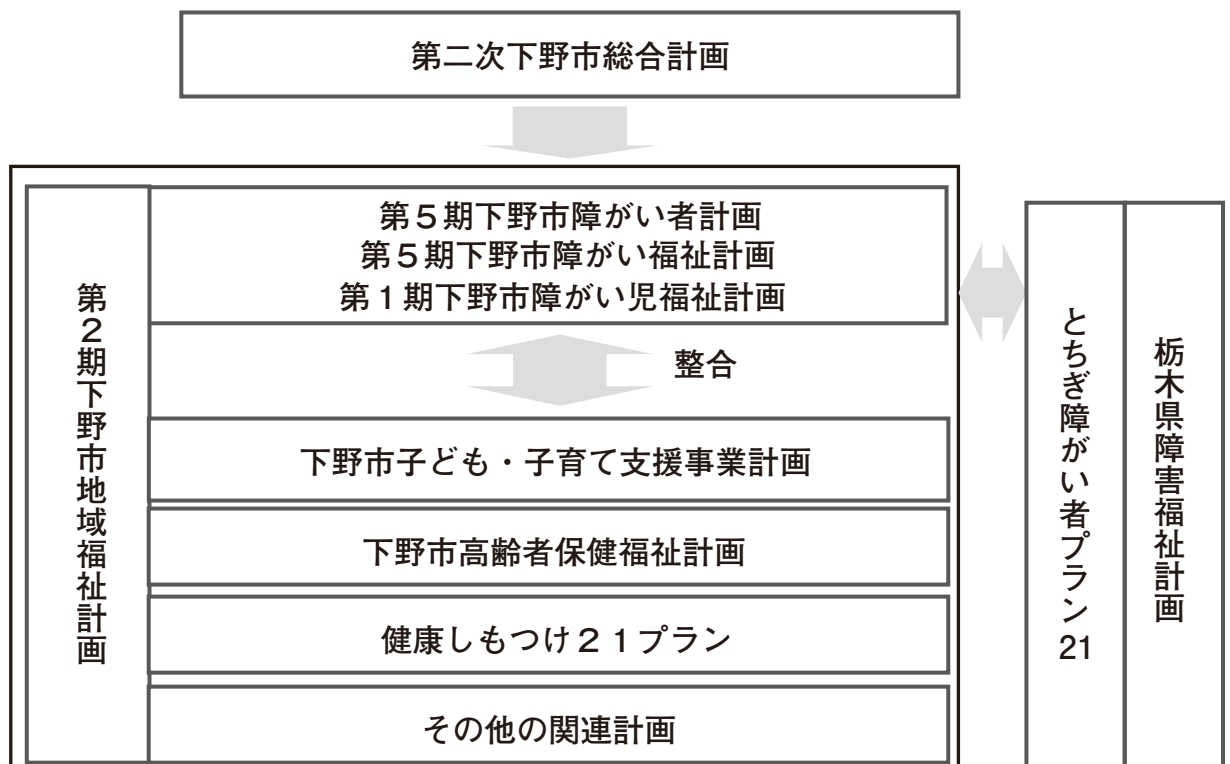 第二次下野市総合計画
第2期下野市地域福祉計画
第５期下野市障がい者計画
第５期下野市障がい福祉計画
第１期下野市障がい児福祉計画
整合
下野市子ども・子育て支援事業計画
下野市高齢者保健福祉計画
健康しもつけ２１プラン
その他の関連計画
とちぎ障がい者プラン21
栃木県障害福祉計画